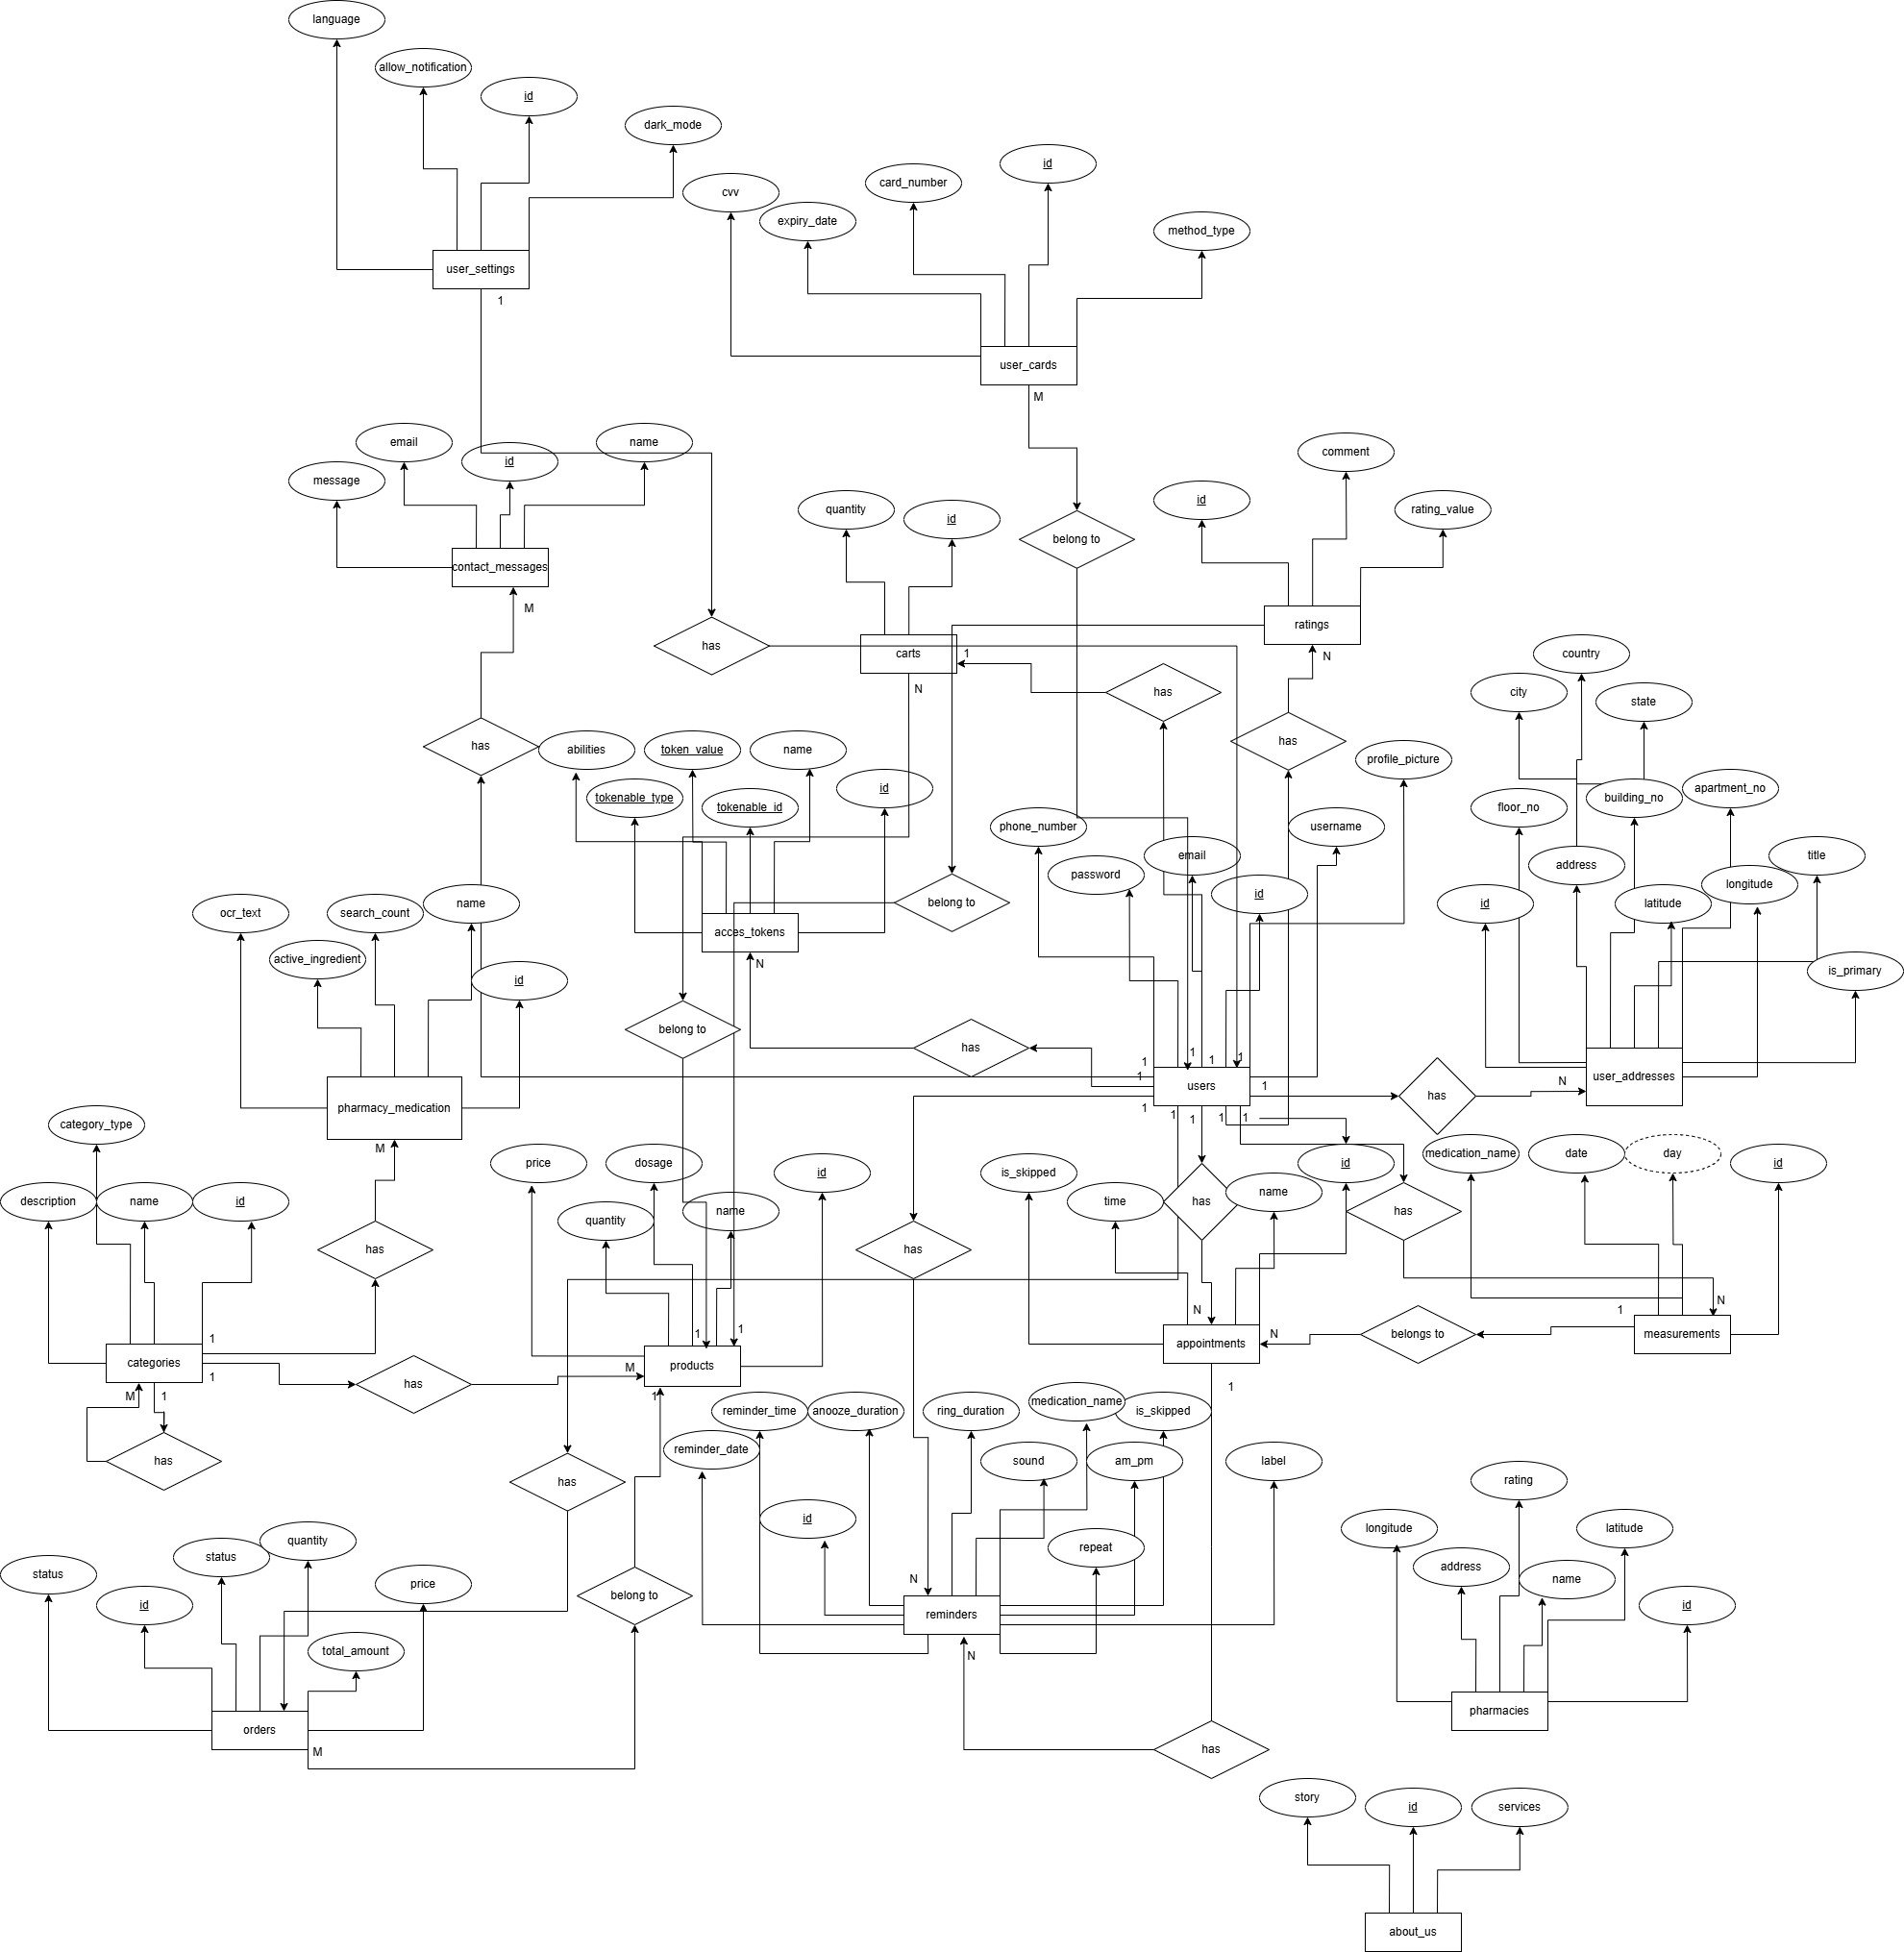 language
allow_notification
id
dark_mode
id
card_number
cvv
expiry_date
method_type
user_settings
1
user_cards
M
email
id
name
comment
message
id
rating_value
quantity
id
belong to
contact_messages
M
ratings
N
has
carts
1
country
N
has
city
state
has
has
abilities
token_value
name
profile_picture
tokenable_type
tokenable_id
id
floor_no
building_no
apartment_no
phone_number
username
email
address
title
password
id
longitude
ocr_text
search_count
name
belong to
id
latitude
acces_tokens
N
active_ingredient
id
is_primary
belong to
has
1
1
1
1
1
users
1
user_addresses
N
has
pharmacy_medication
M
1
1
1
1
1
category_type
price
dosage
id
is_skipped
id
medication_name
date
day
id
description
name
id
quantity
name
time
has
name
has
has
has
N
N
1
1
1
1
N
appointments
belongs to
measurements
categories
1
has
M
products
1
M
1
1
reminder_time
anooze_duration
ring_duration
medication_name
is_skipped
reminder_date
sound
am_pm
label
has
has
rating
id
longitude
latitude
status
quantity
repeat
status
address
name
price
N
belong to
id
reminders
id
total_amount
N
orders
M
pharmacies
has
story
id
services
about_us